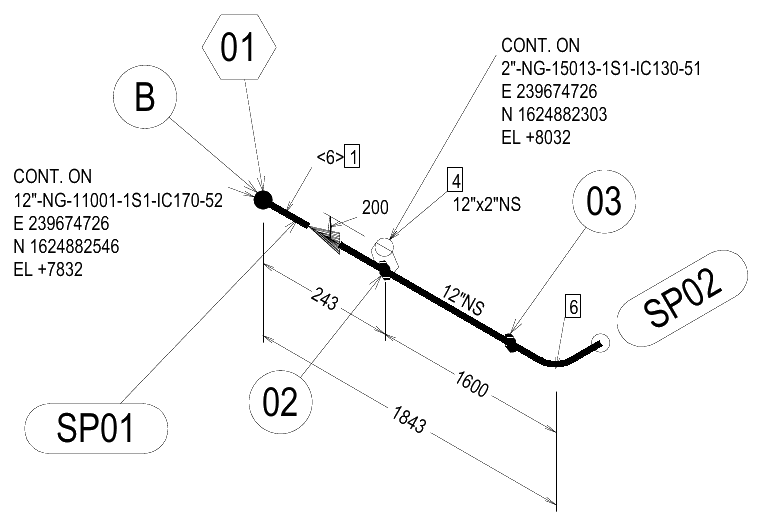 01
CONT. ON
2"-NG-15013-1S1-IC130-51
E 239674726
N 1624882303
EL +8032
B
<6> 1
CONT. ON
12"-NG-11001-1S1-IC170-52
E 239674726
N 1624882546
EL +7832
4
12"x2"NS
200
03
SP02
243
12"NS
6
02
1600
SP01
1843